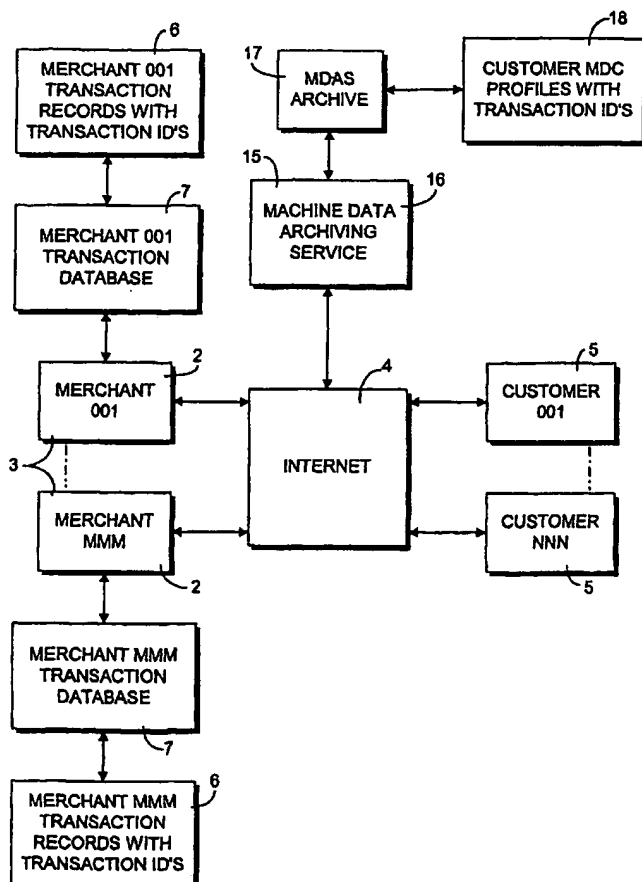 6
MERCHANT 001
TRANSACTION
RECORDS WITH
TRANSACTION ID'S
17
MDAS
ARCHIVE
18
CUSTOMER MDC
PROFILES WITH
TRANSACTION ID'S
7
MERCHANT 001
TRANSACTION
DATABASE
15
16
MACHINE DATA
ARCHIVING
SERVICE
2
MERCHANT
001
4
INTERNET
5
CUSTOMER
001
3
MERCHANT
MMM
2
CUSTOMER
NNN
5
MERCHANT MMM
TRANSACTION
DATABASE
7
6
MERCHANT MMM
TRANSACTION
RECORDS WITH
TRANSACTION ID'S